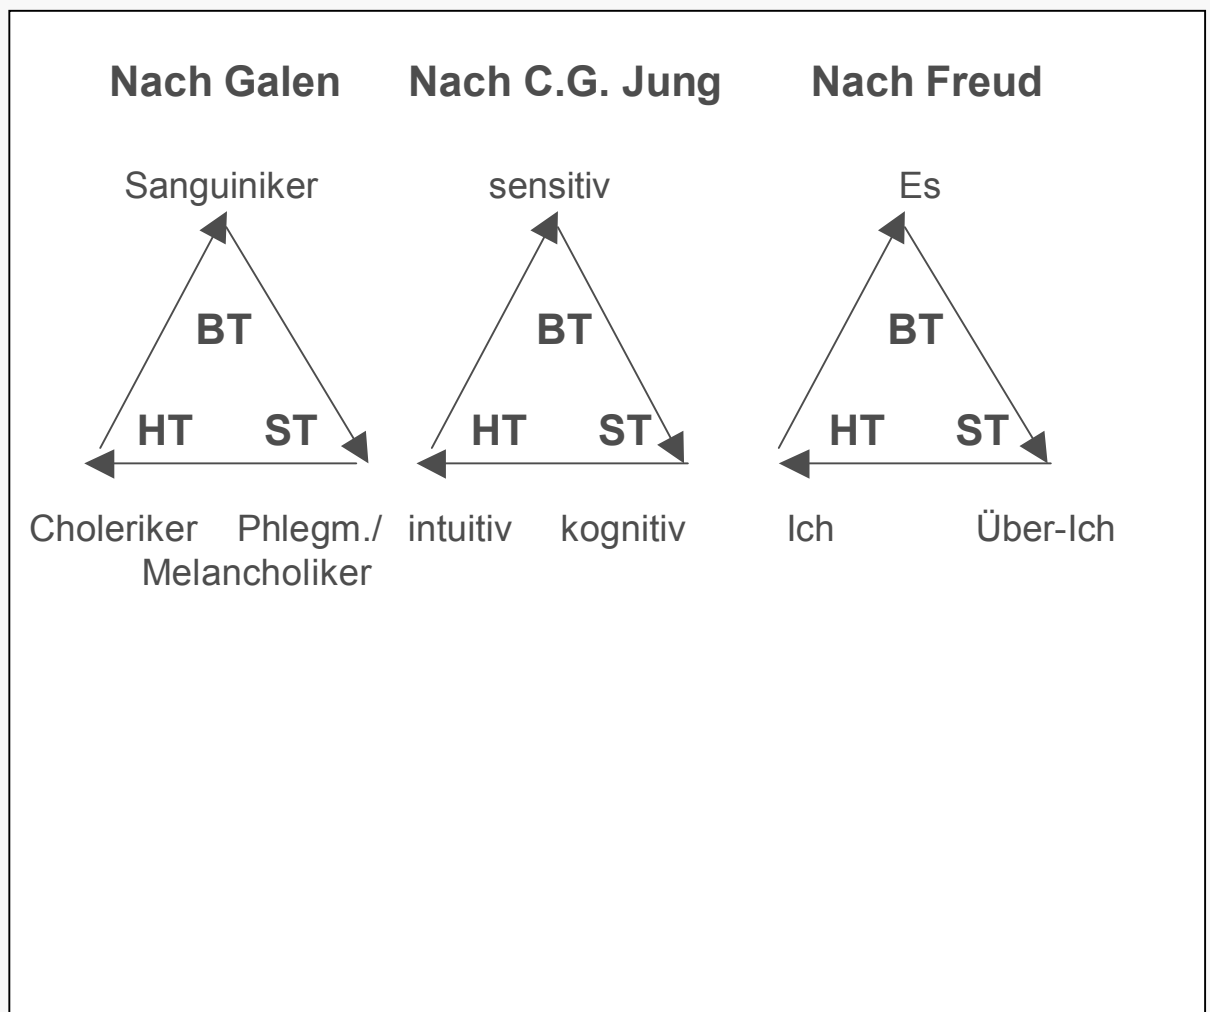 Nach Galen Nach C.G. Jung Nach Freud
Sanguiniker sensitiv Es
BT BT BT
HT ST HT ST HT ST
Choleriker Phlegm./ intuitiv kognitiv Ich Über-Ich
Melancholiker